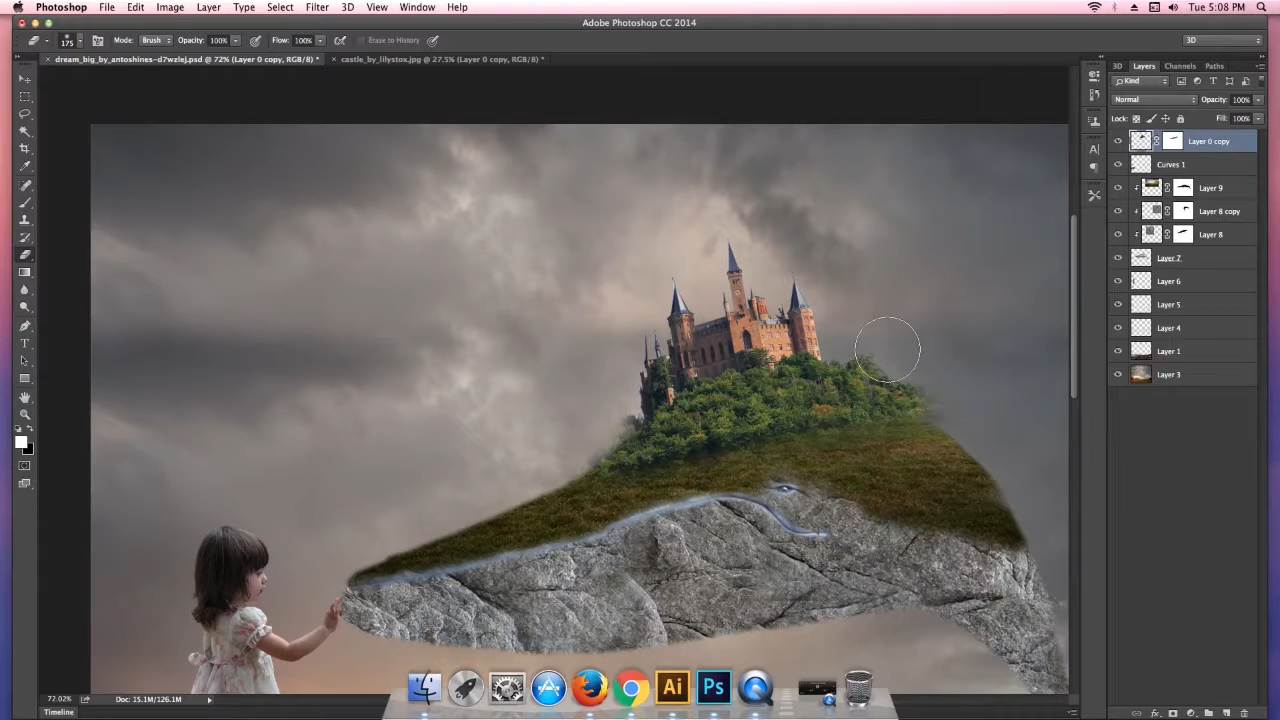 Photoshop File Edit Image Layer Type Select Filter 3D View Window Help Tue 5:08 PM
Adobe Photoshop CC 2014
175 Mode: Brush Opacity: 100% Flow: 100% Erase to History 3D
dream_big_by_antoshines-d7wzlej.psd @ 72% (Layer 0 copy, RGB/8) * castle_by_lilystox.jpg @ 27.5% (Layer 0 copy, RGB/8) *
3D Layers Channels Paths
Kind
Normal Opacity: 100%
Lock: Fill: 100%
Layer 0 copy
Curves 1
Layer 9
Layer 8 copy
Layer 8
Layer 7
Layer 6
Layer 5
Layer 4
Layer 1
Layer 3
Ai Ps
72.02% Doc: 15.1M/126.1M
Timeline